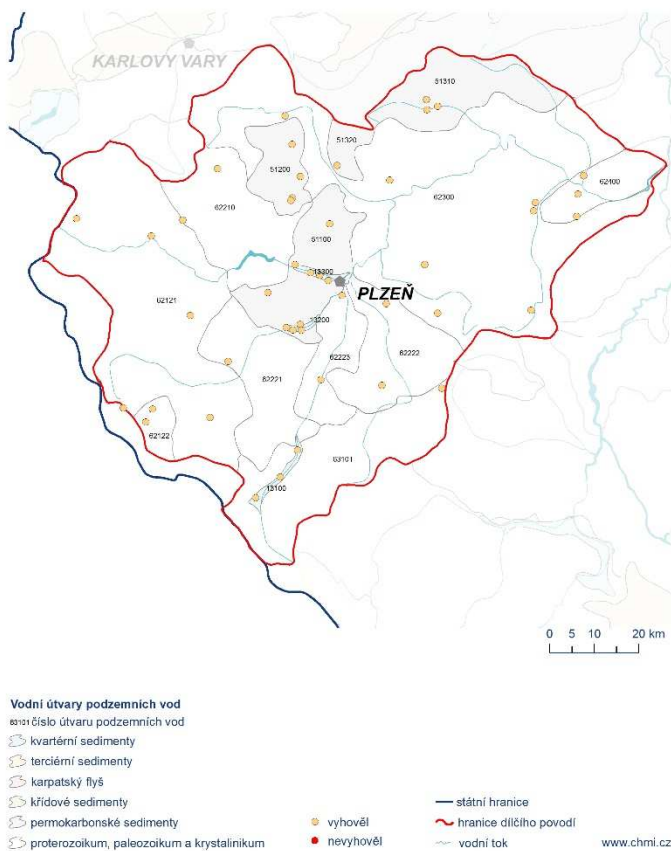 KARLOVY VARY
51310
51320
51200
62400
62210
62300
51100
13300
PLZEŇ
62121
13200
62221
62223
62222
62122
63101
13100
0 5 10 20 km
Vodní útvary podzemních vod
63101 číslo útvaru podzemních vod
kvartérní sedimenty
terciérní sedimenty
karpatský flyš
křídové sedimenty
permokarbonské sedimenty
proterozoikum, paleozoikum a krystalinikum
vyhověl
nevyhověl
státní hranice
hranice dílčího povodí
vodní tok
www.chmi.cz